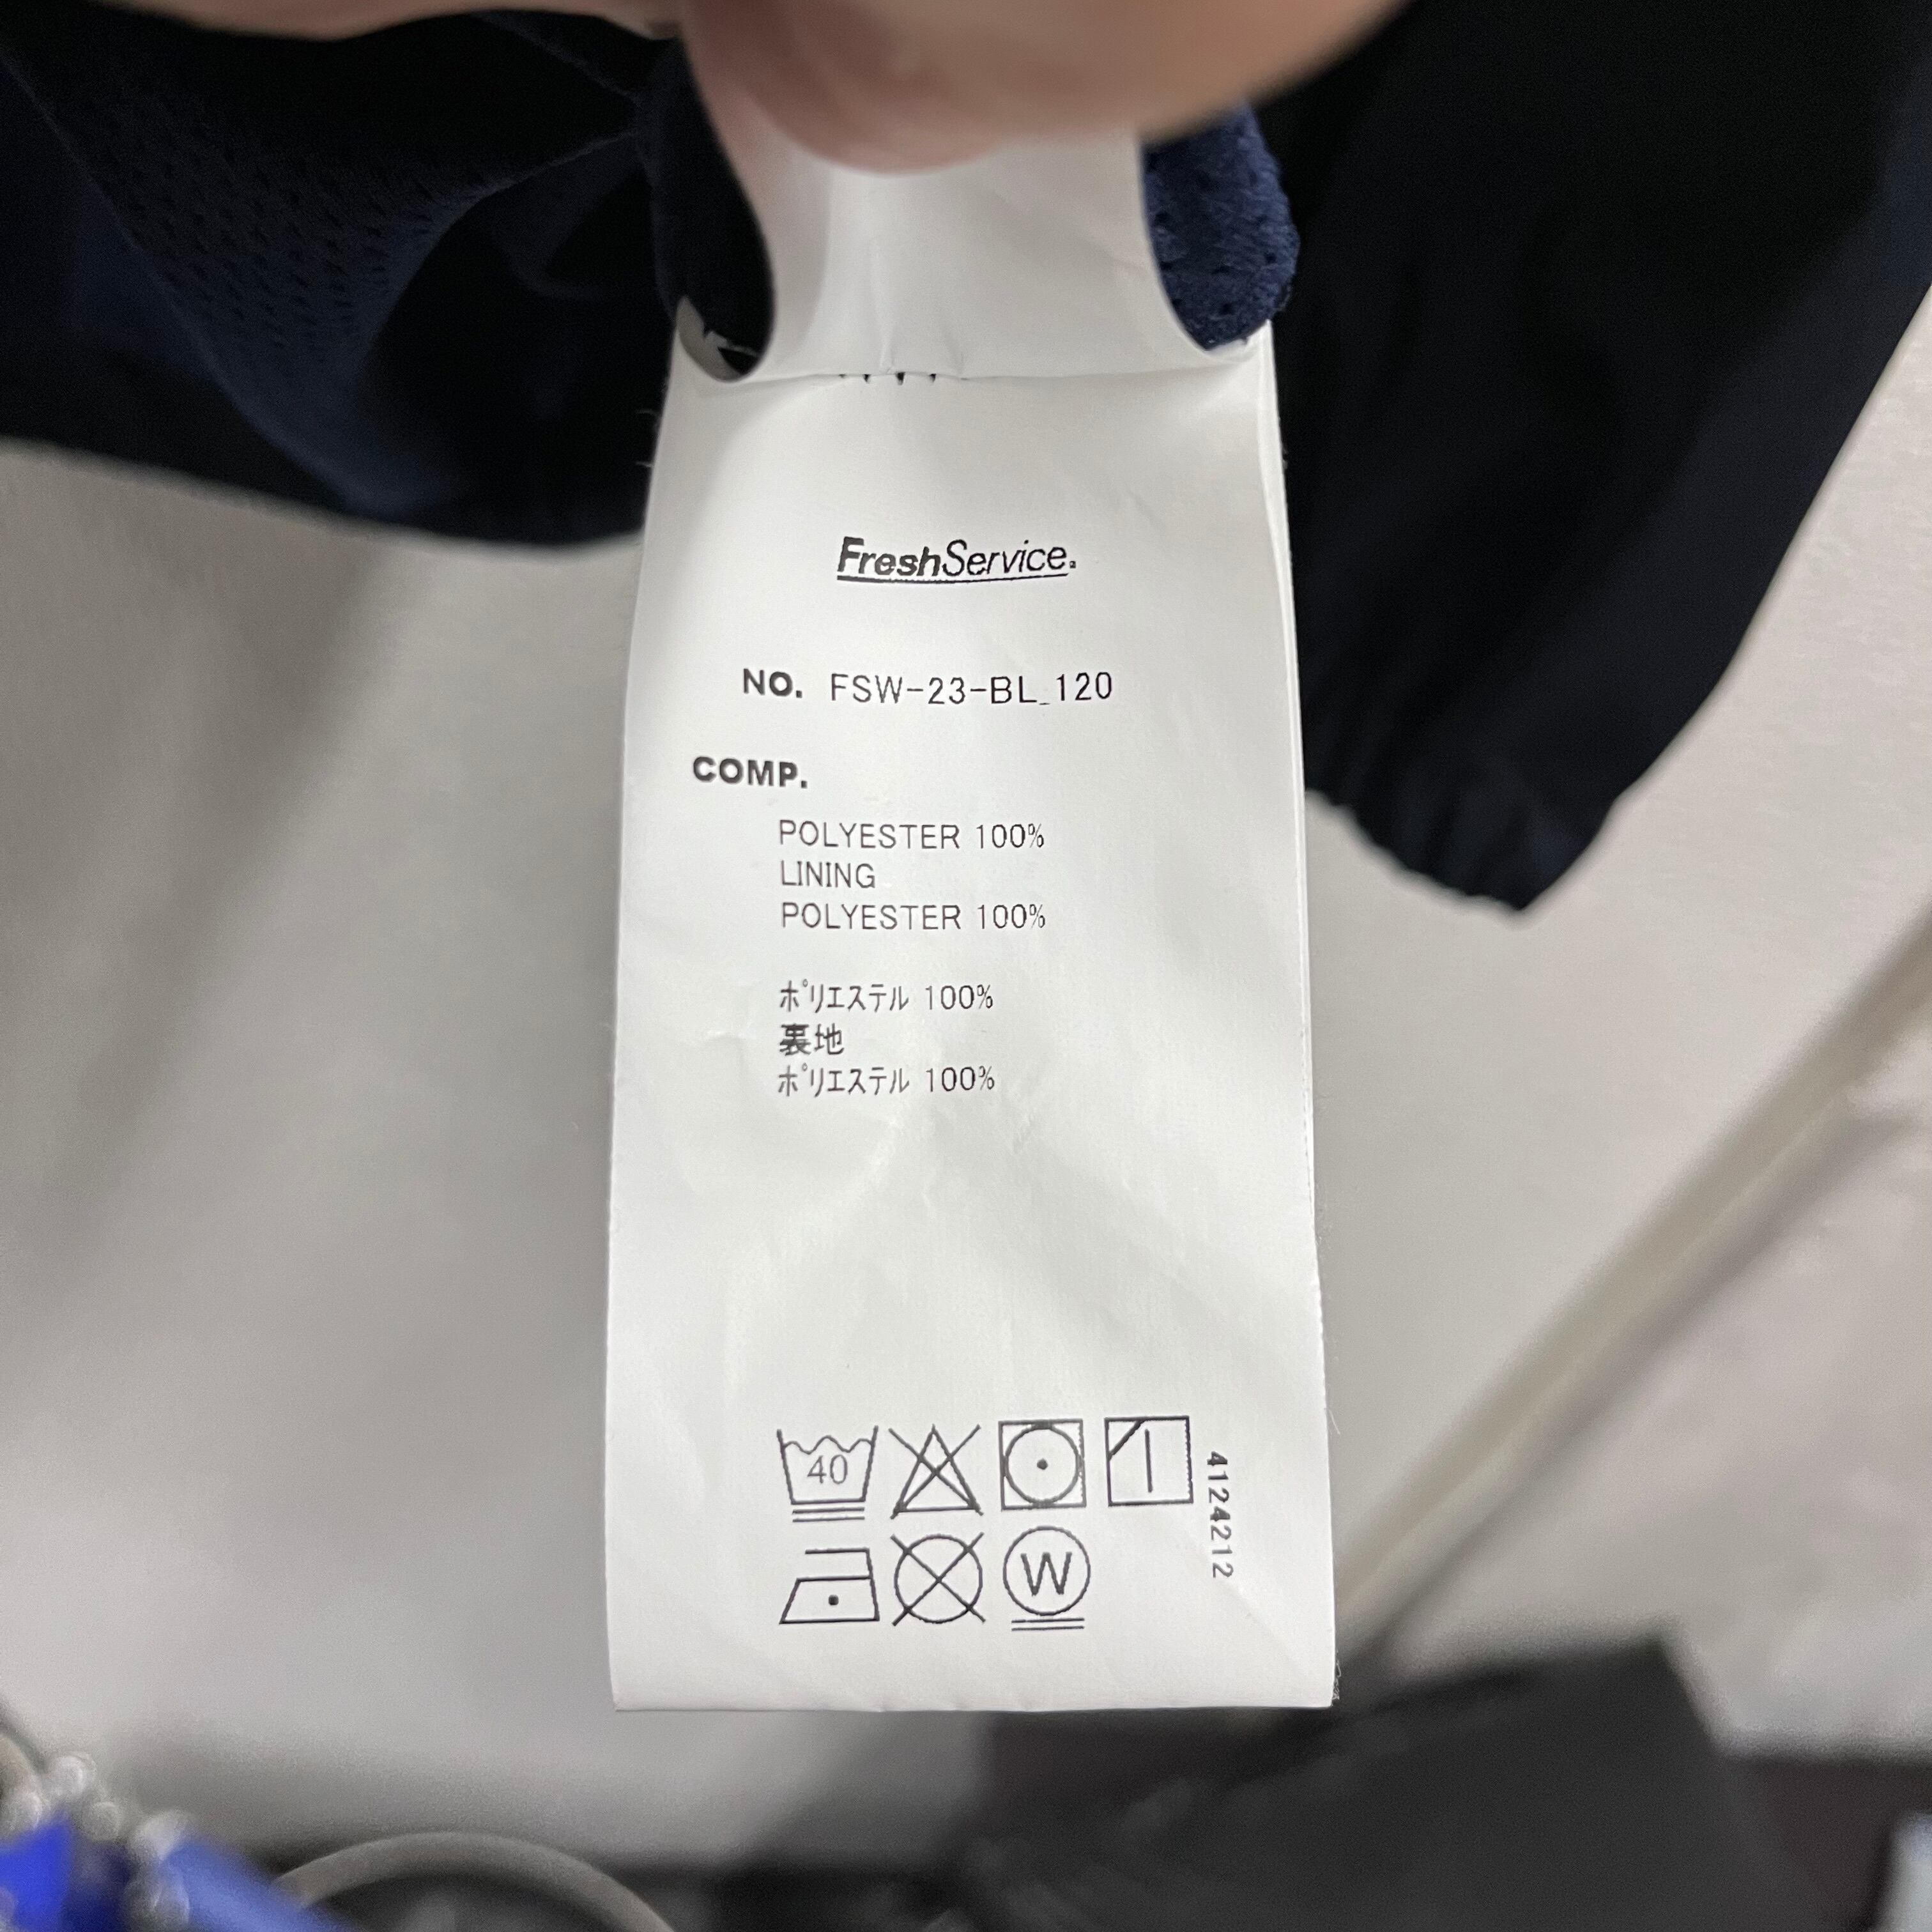 FreshService.
NO. FSW-23-BL_120
COMP.
POLYESTER 100%
LINING
POLYESTER 100%
ポリエステル 100%
裏地
ポリエステル 100%
40
W
4124212